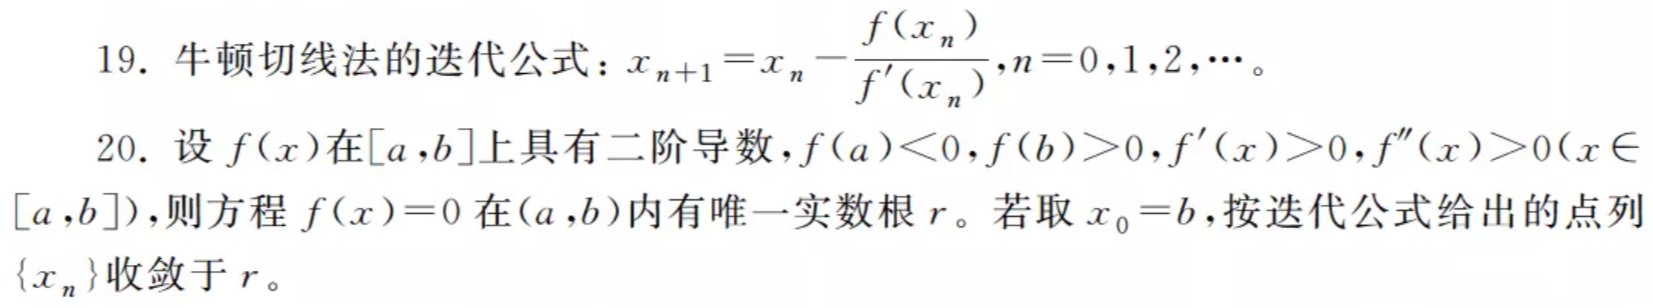 19. 牛顿切线法的迭代公式：$x_{n+1}=x_n-\dfrac{f(x_n)}{f'(x_n)}$,n=0,1,2,…。
20. 设 f(x)在[a,b]上具有二阶导数,f(a)<0,f(b)>0,f′(x)>0,f″(x)>0(x∈
[a,b]),则方程 f(x)=0 在(a,b)内有唯一实数根 r。若取 $x_0$=b,按迭代公式给出的点列
{$x_n$}收敛于 r。